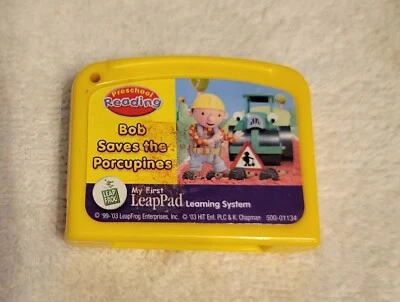 Preschool
Reading
Bob
Saves the
Porcupines
LEAP
FROG
My First
LeapPad Learning System
© '99-'03 LeapFrog Enterprises, Inc. © '03 HIT Ent. PLC & K. Chapman 500-01134